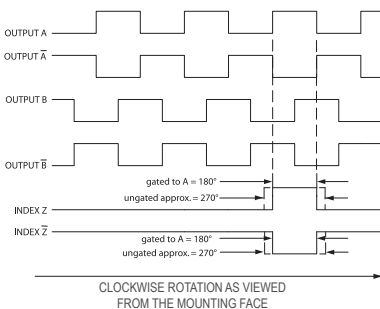 OUTPUT A
OUTPUT A̅
OUTPUT B
OUTPUT B̅
gated to A = 180°
ungated approx. = 270°
INDEX Z
INDEX Z̅
gated to A = 180°
ungated approx. = 270°
CLOCKWISE ROTATION AS VIEWED
FROM THE MOUNTING FACE